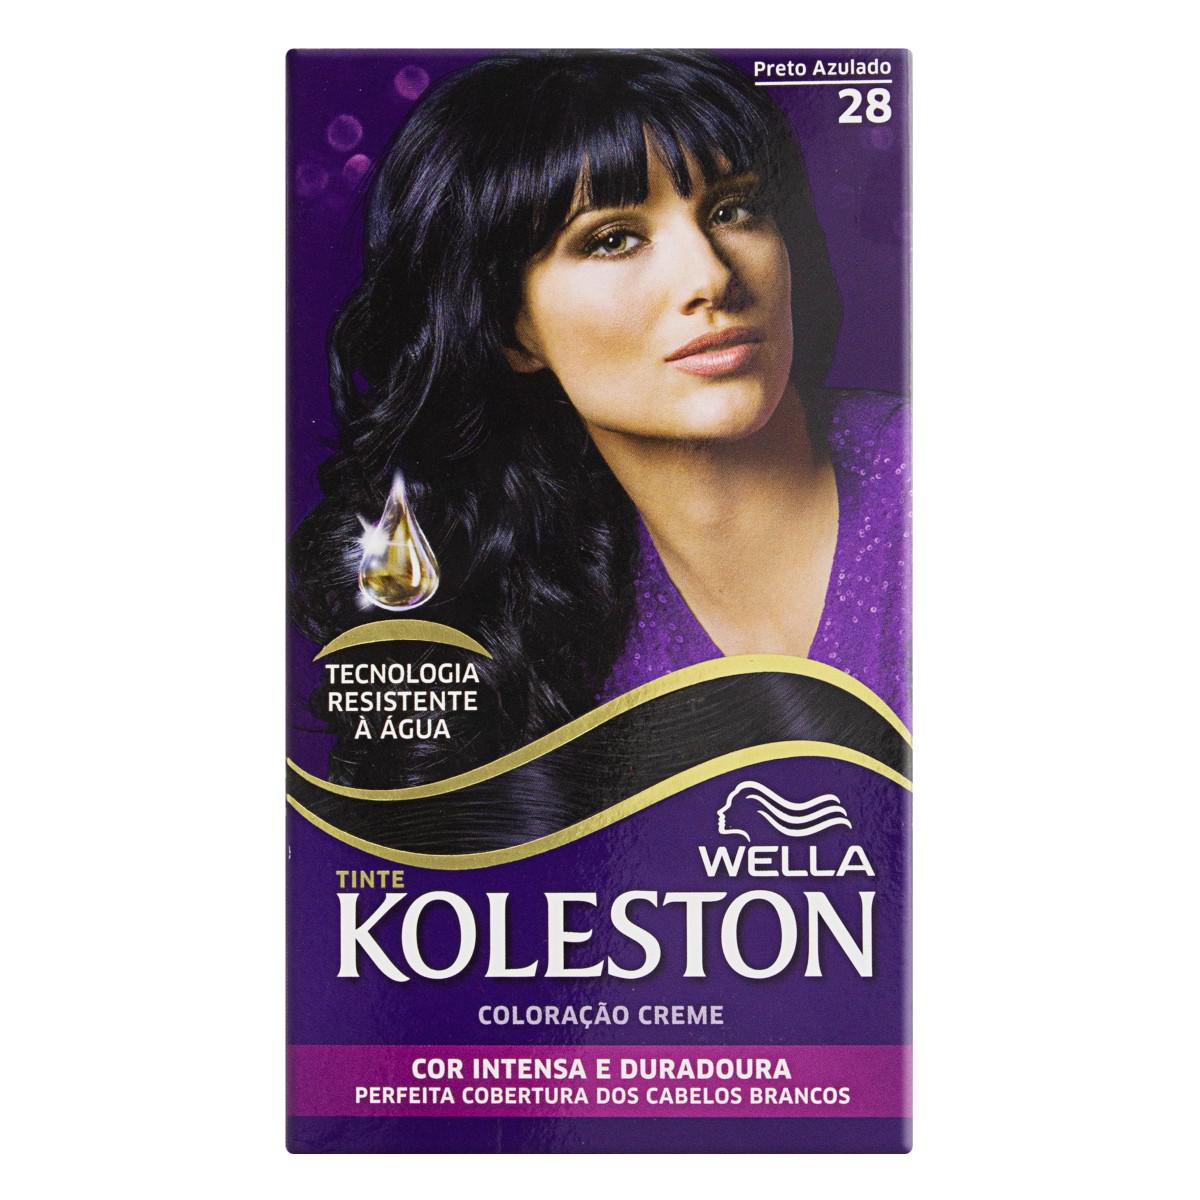 Preto Azulado
28
TECNOLOGIA
RESISTENTE
À ÁGUA
WELLA
TINTE
KOLESTON
COLORAÇÃO CREME
COR INTENSA E DURADOURA
PERFEITA COBERTURA DOS CABELOS BRANCOS